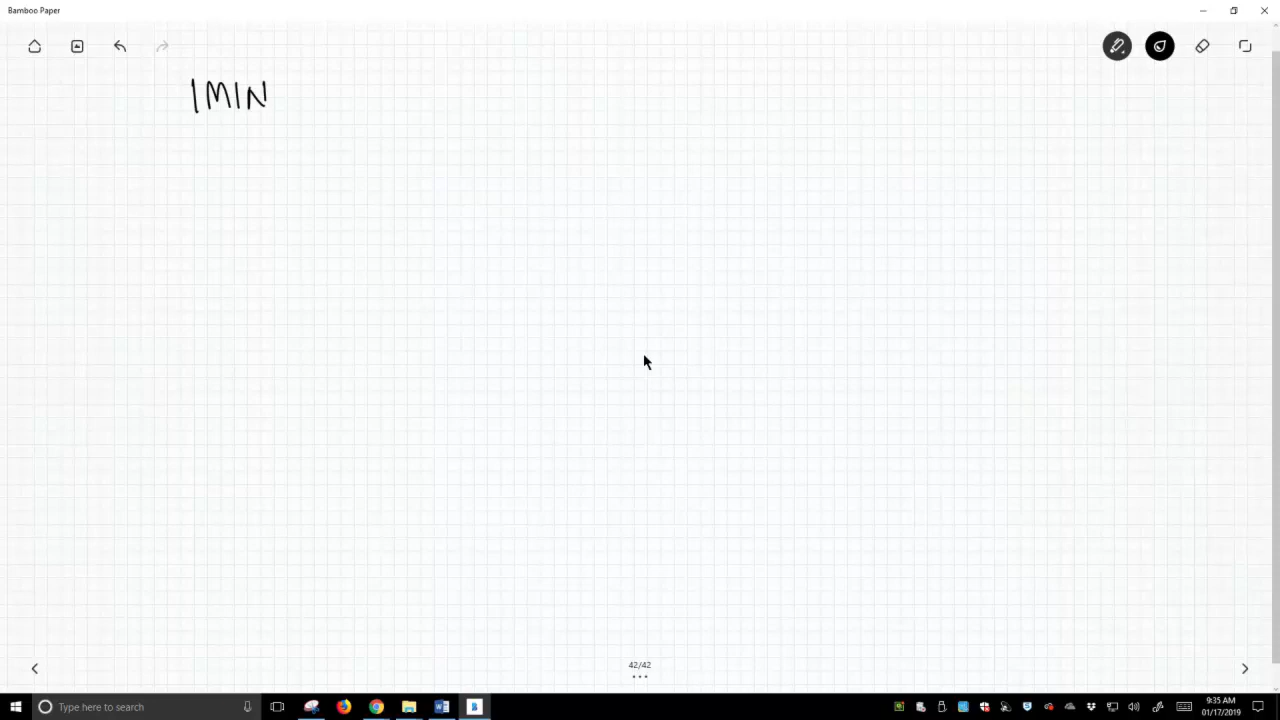 Bamboo Paper
1MIN
42/42
Type here to search
9:35 AM
01/17/2019